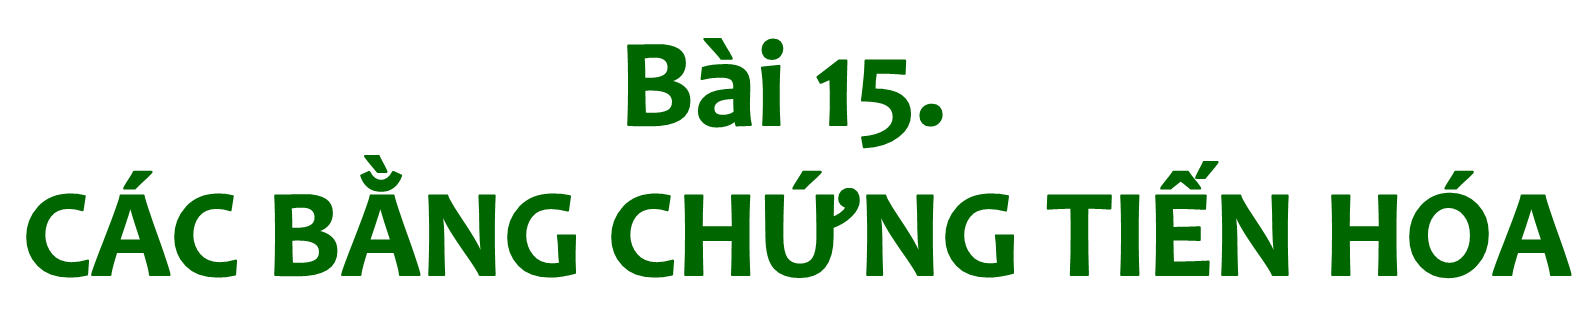 Bài 15.
CÁC BẰNG CHỨNG TIẾN HÓA